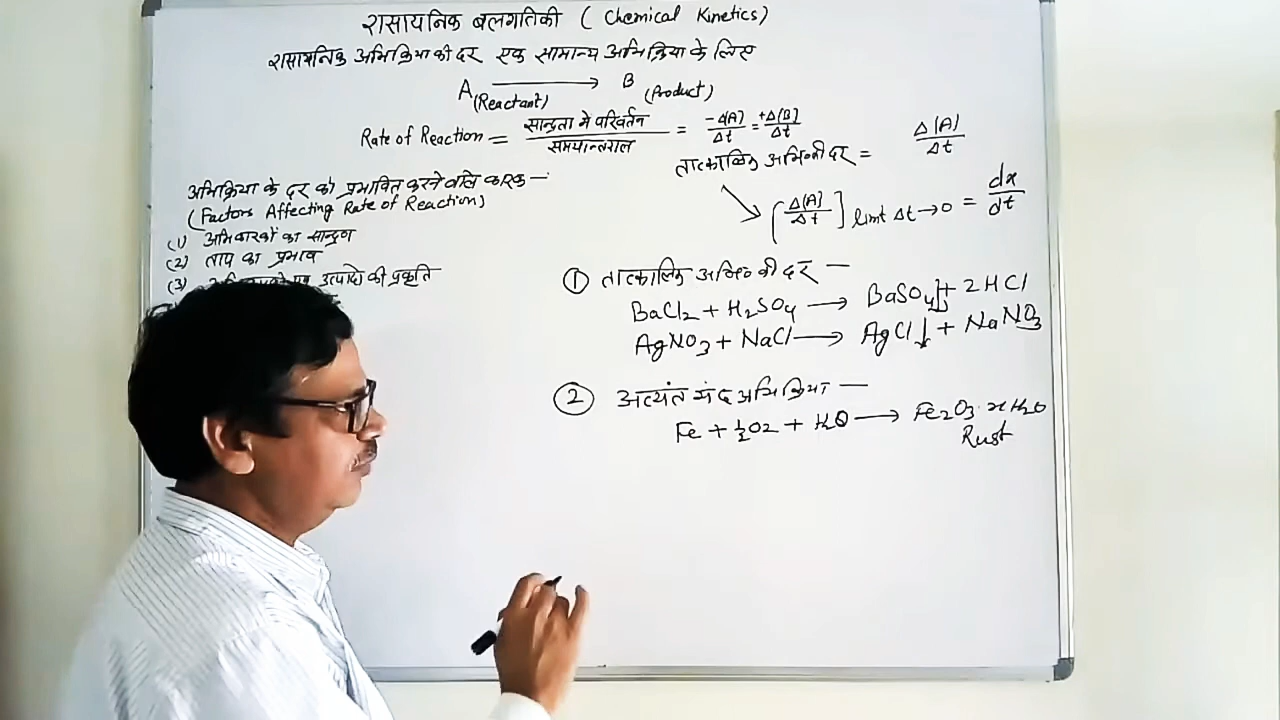 रासायनिक बलगतिकी ( Chemical Kinetics)
रासायनिक अभिक्रिया की दर एक सामान्य अभिक्रिया के लिए
A (Reactant) ⟶ B (Product)
Rate of Reaction = सान्द्रता मे परिवर्तन / समयान्तराल = -d[A]/Δt = +Δ[B]/Δt
तात्कालिक अभि० की दर = Δ[A]/Δt
[Δ[A]/Δt] limt Δt→0 = dx/dt
अभिक्रिया के दर को प्रभावित करने वाले कारक —
(Factors Affecting Rate of Reaction)
(1) अभिकारकों का सान्द्रण
(2) ताप का प्रभाव
(3) उत्पादो की प्रकृति
① तात्कालिक अभि० की दर —
BaCl₂ + H₂SO₄ ⟶ BaSO₄↓ + 2HCl
AgNO₃ + NaCl ⟶ AgCl↓ + NaNO₃
② अत्यंत मंद अभिक्रिया —
Fe + ½O₂ + H₂O ⟶ Fe₂O₃.xH₂O
Rust